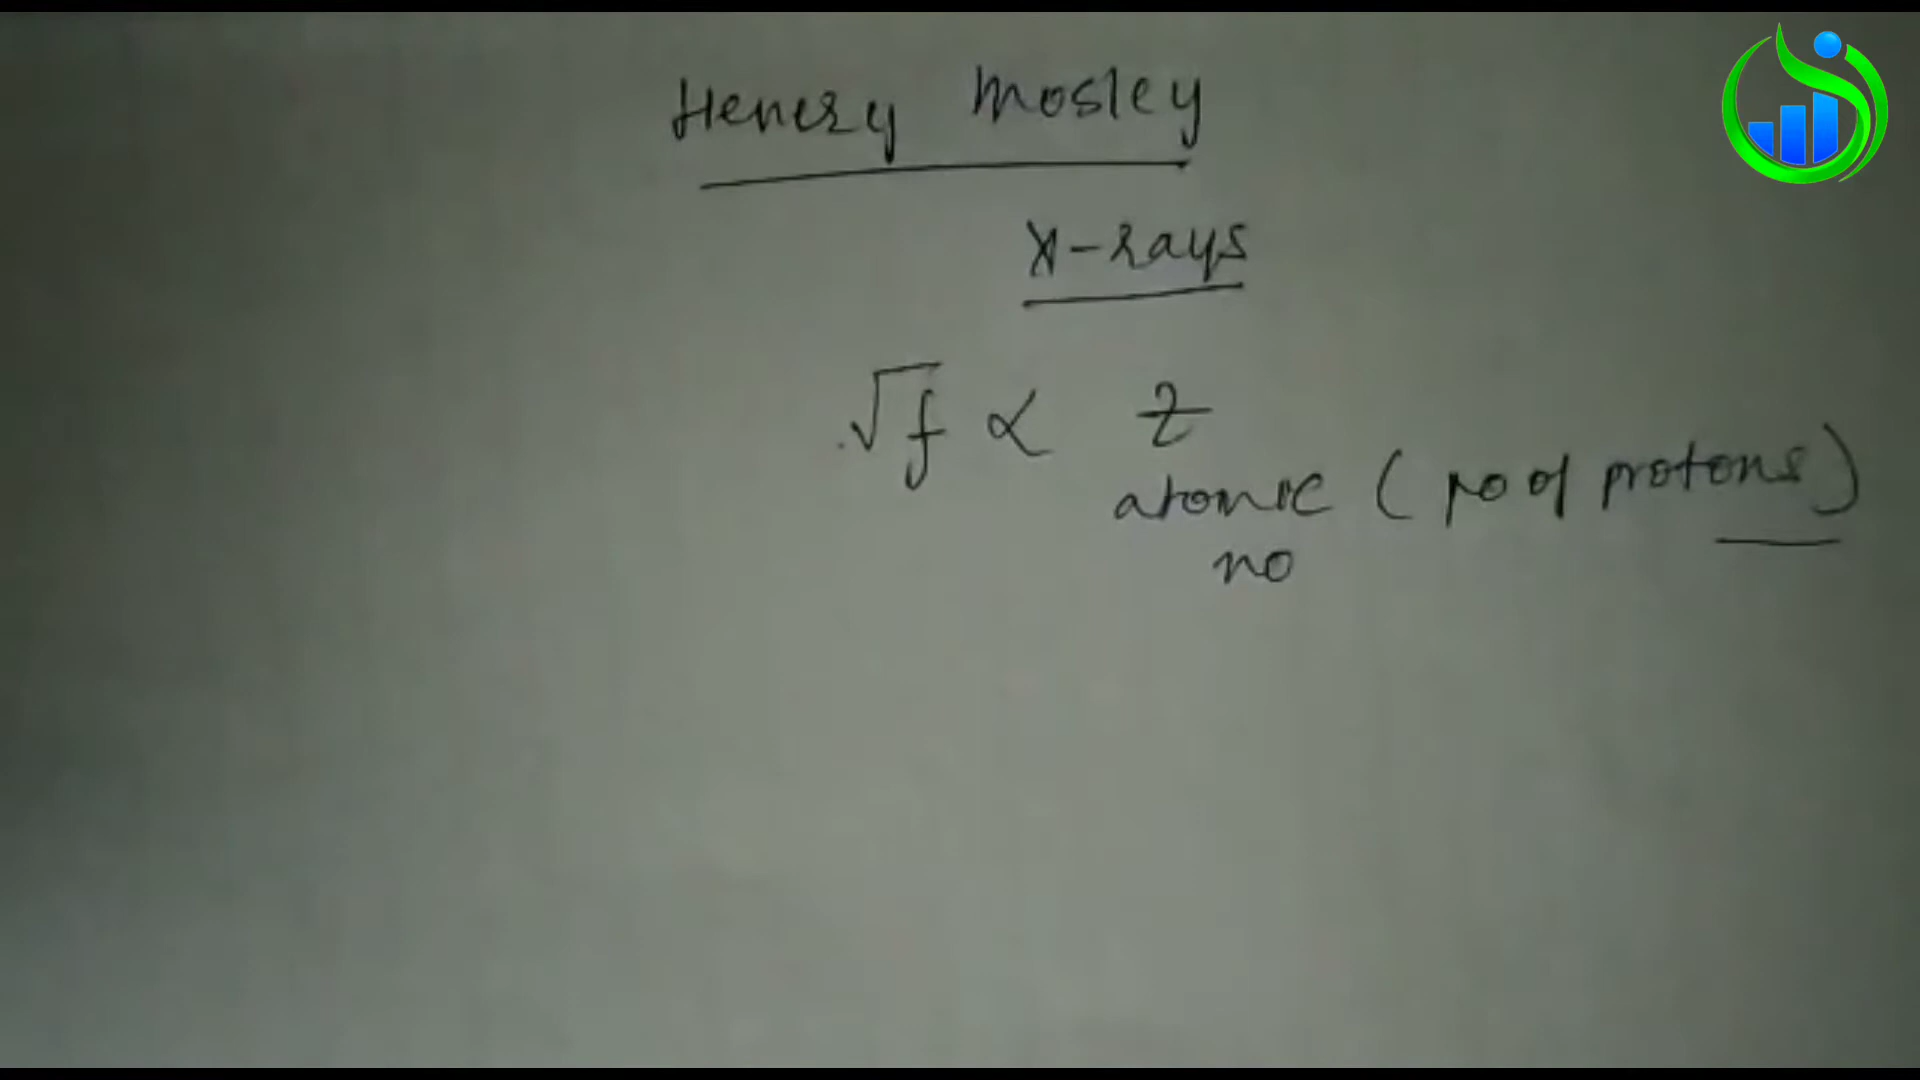 Henery Mosley
X-rays
√f ∝ Z
atomic (no of protons)
no